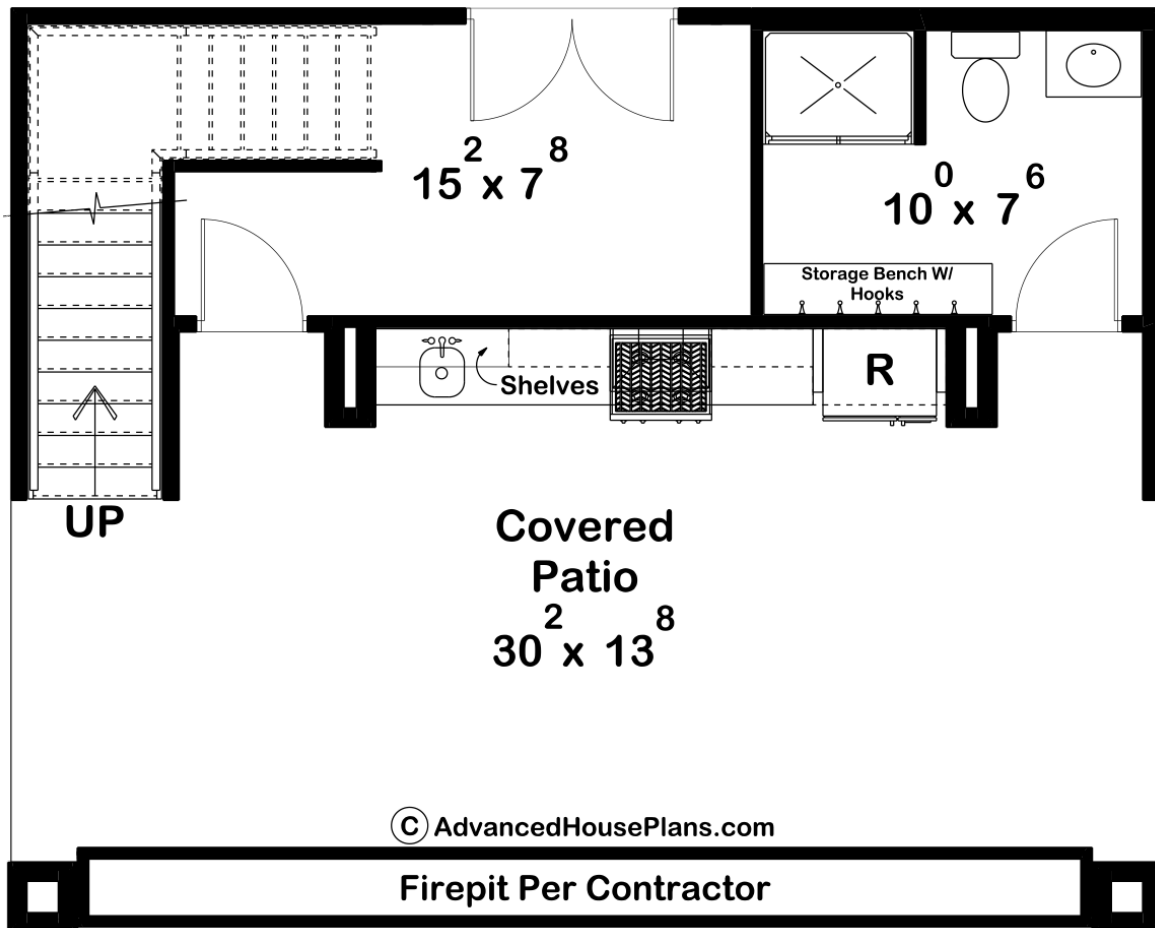 15² x 7⁸
10⁰ x 7⁶
Storage Bench W/
Hooks
Shelves
R
UP
Covered
Patio
30² x 13⁸
© AdvancedHousePlans.com
Firepit Per Contractor